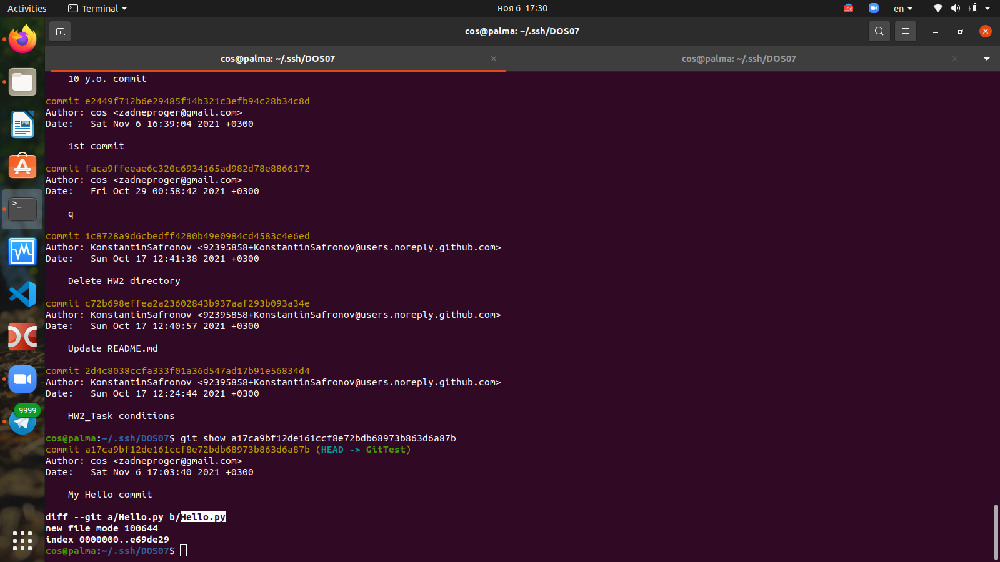 Activities Terminal ноя 6 17:30 en
cos@palma: ~/.ssh/DOS07
cos@palma: ~/.ssh/DOS07 × cos@palma: ~/.ssh/DOS07 ×
10 y.o. commit
commit e2449f712b6e29485f14b321c3efb94c28b34c8d
Author: cos <zadneproger@gmail.com>
Date:   Sat Nov 6 16:39:04 2021 +0300
1st commit
commit faca9ffeeae6c320c6934165ad982d78e8866172
Author: cos <zadneproger@gmail.com>
Date:   Fri Oct 29 00:58:42 2021 +0300
q
commit 1c8728a9d6cbedff4280b49e0984cd4583c4e6ed
Author: KonstantinSafronov <92395858+KonstantinSafronov@users.noreply.github.com>
Date:   Sun Oct 17 12:41:38 2021 +0300
Delete HW2 directory
commit c72b698effea2a23602843b937aaf293b093a34e
Author: KonstantinSafronov <92395858+KonstantinSafronov@users.noreply.github.com>
Date:   Sun Oct 17 12:40:57 2021 +0300
Update README.md
commit 2d4c8038ccfa333f01a36d547ad17b91e56834d4
Author: KonstantinSafronov <92395858+KonstantinSafronov@users.noreply.github.com>
Date:   Sun Oct 17 12:24:44 2021 +0300
HW2_Task conditions
9999
cos@palma:~/.ssh/DOS07$ git show a17ca9bf12de161ccf8e72bdb68973b863d6a87b
commit a17ca9bf12de161ccf8e72bdb68973b863d6a87b (HEAD -> GitTest)
Author: cos <zadneproger@gmail.com>
Date:   Sat Nov 6 17:03:40 2021 +0300
My Hello commit
diff --git a/Hello.py b/Hello.py
new file mode 100644
index 0000000..e69de29
cos@palma:~/.ssh/DOS07$